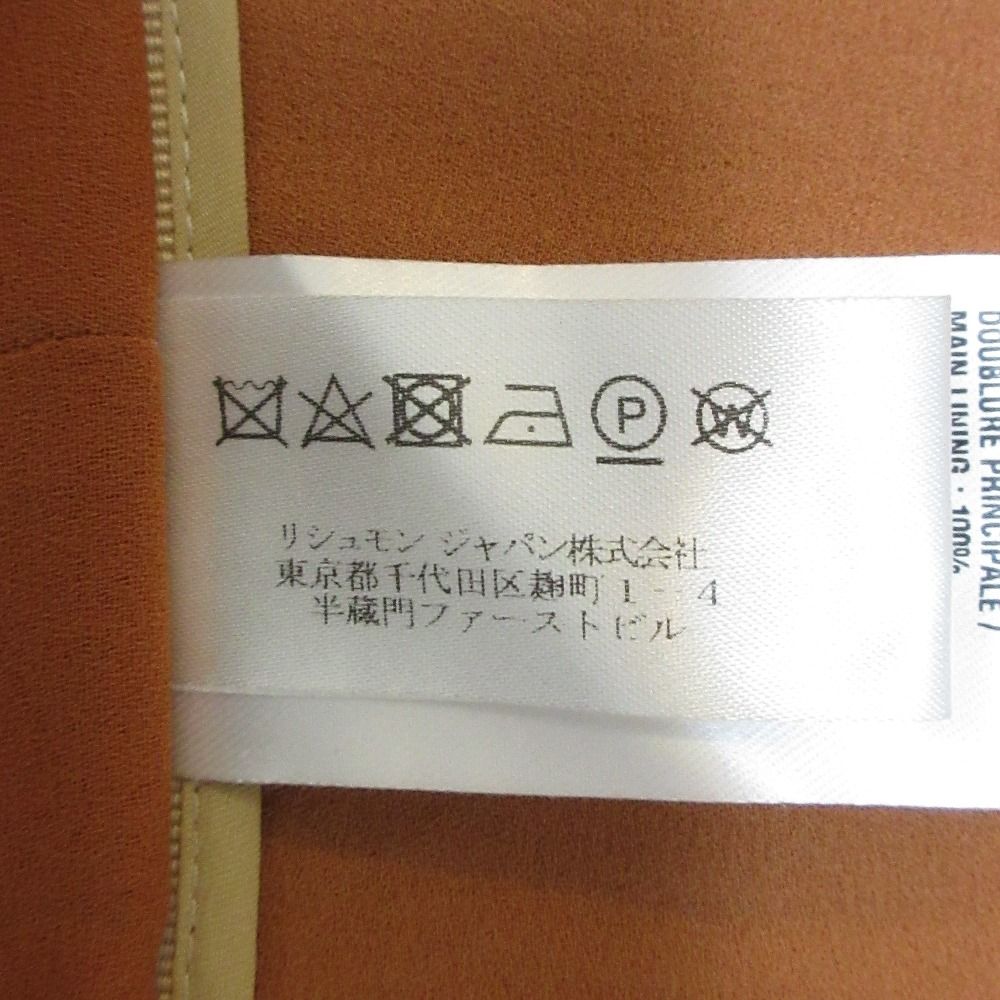 P
W
リシュモン ジャパン株式会社
東京都千代田区麹町1-4
半蔵門ファーストビル
DOUBLURE PRINCIPALE /
MAIN LINING · 100%